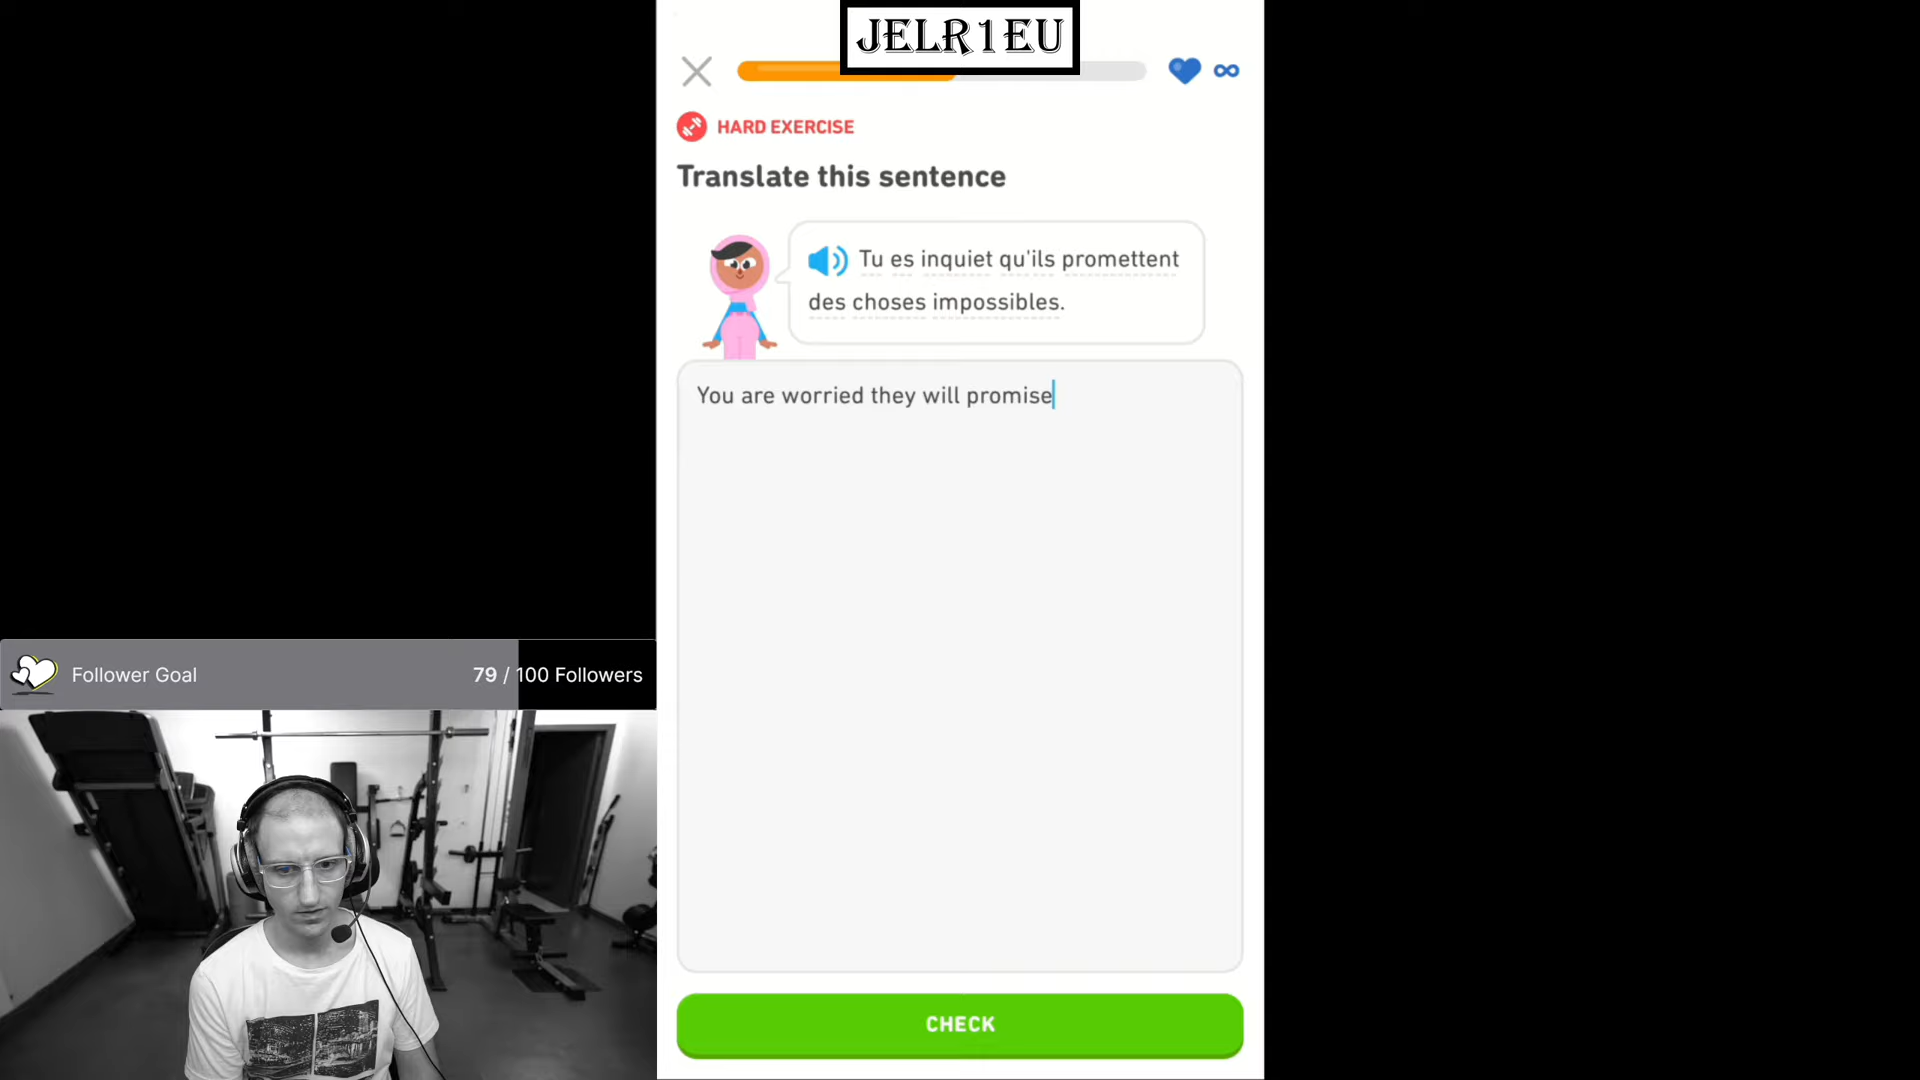 JELR1EU
HARD EXERCISE
Translate this sentence
Tu es inquiet qu'ils promettent
des choses impossibles.
You are worried they will promise
Follower Goal
79 / 100 Followers
CHECK